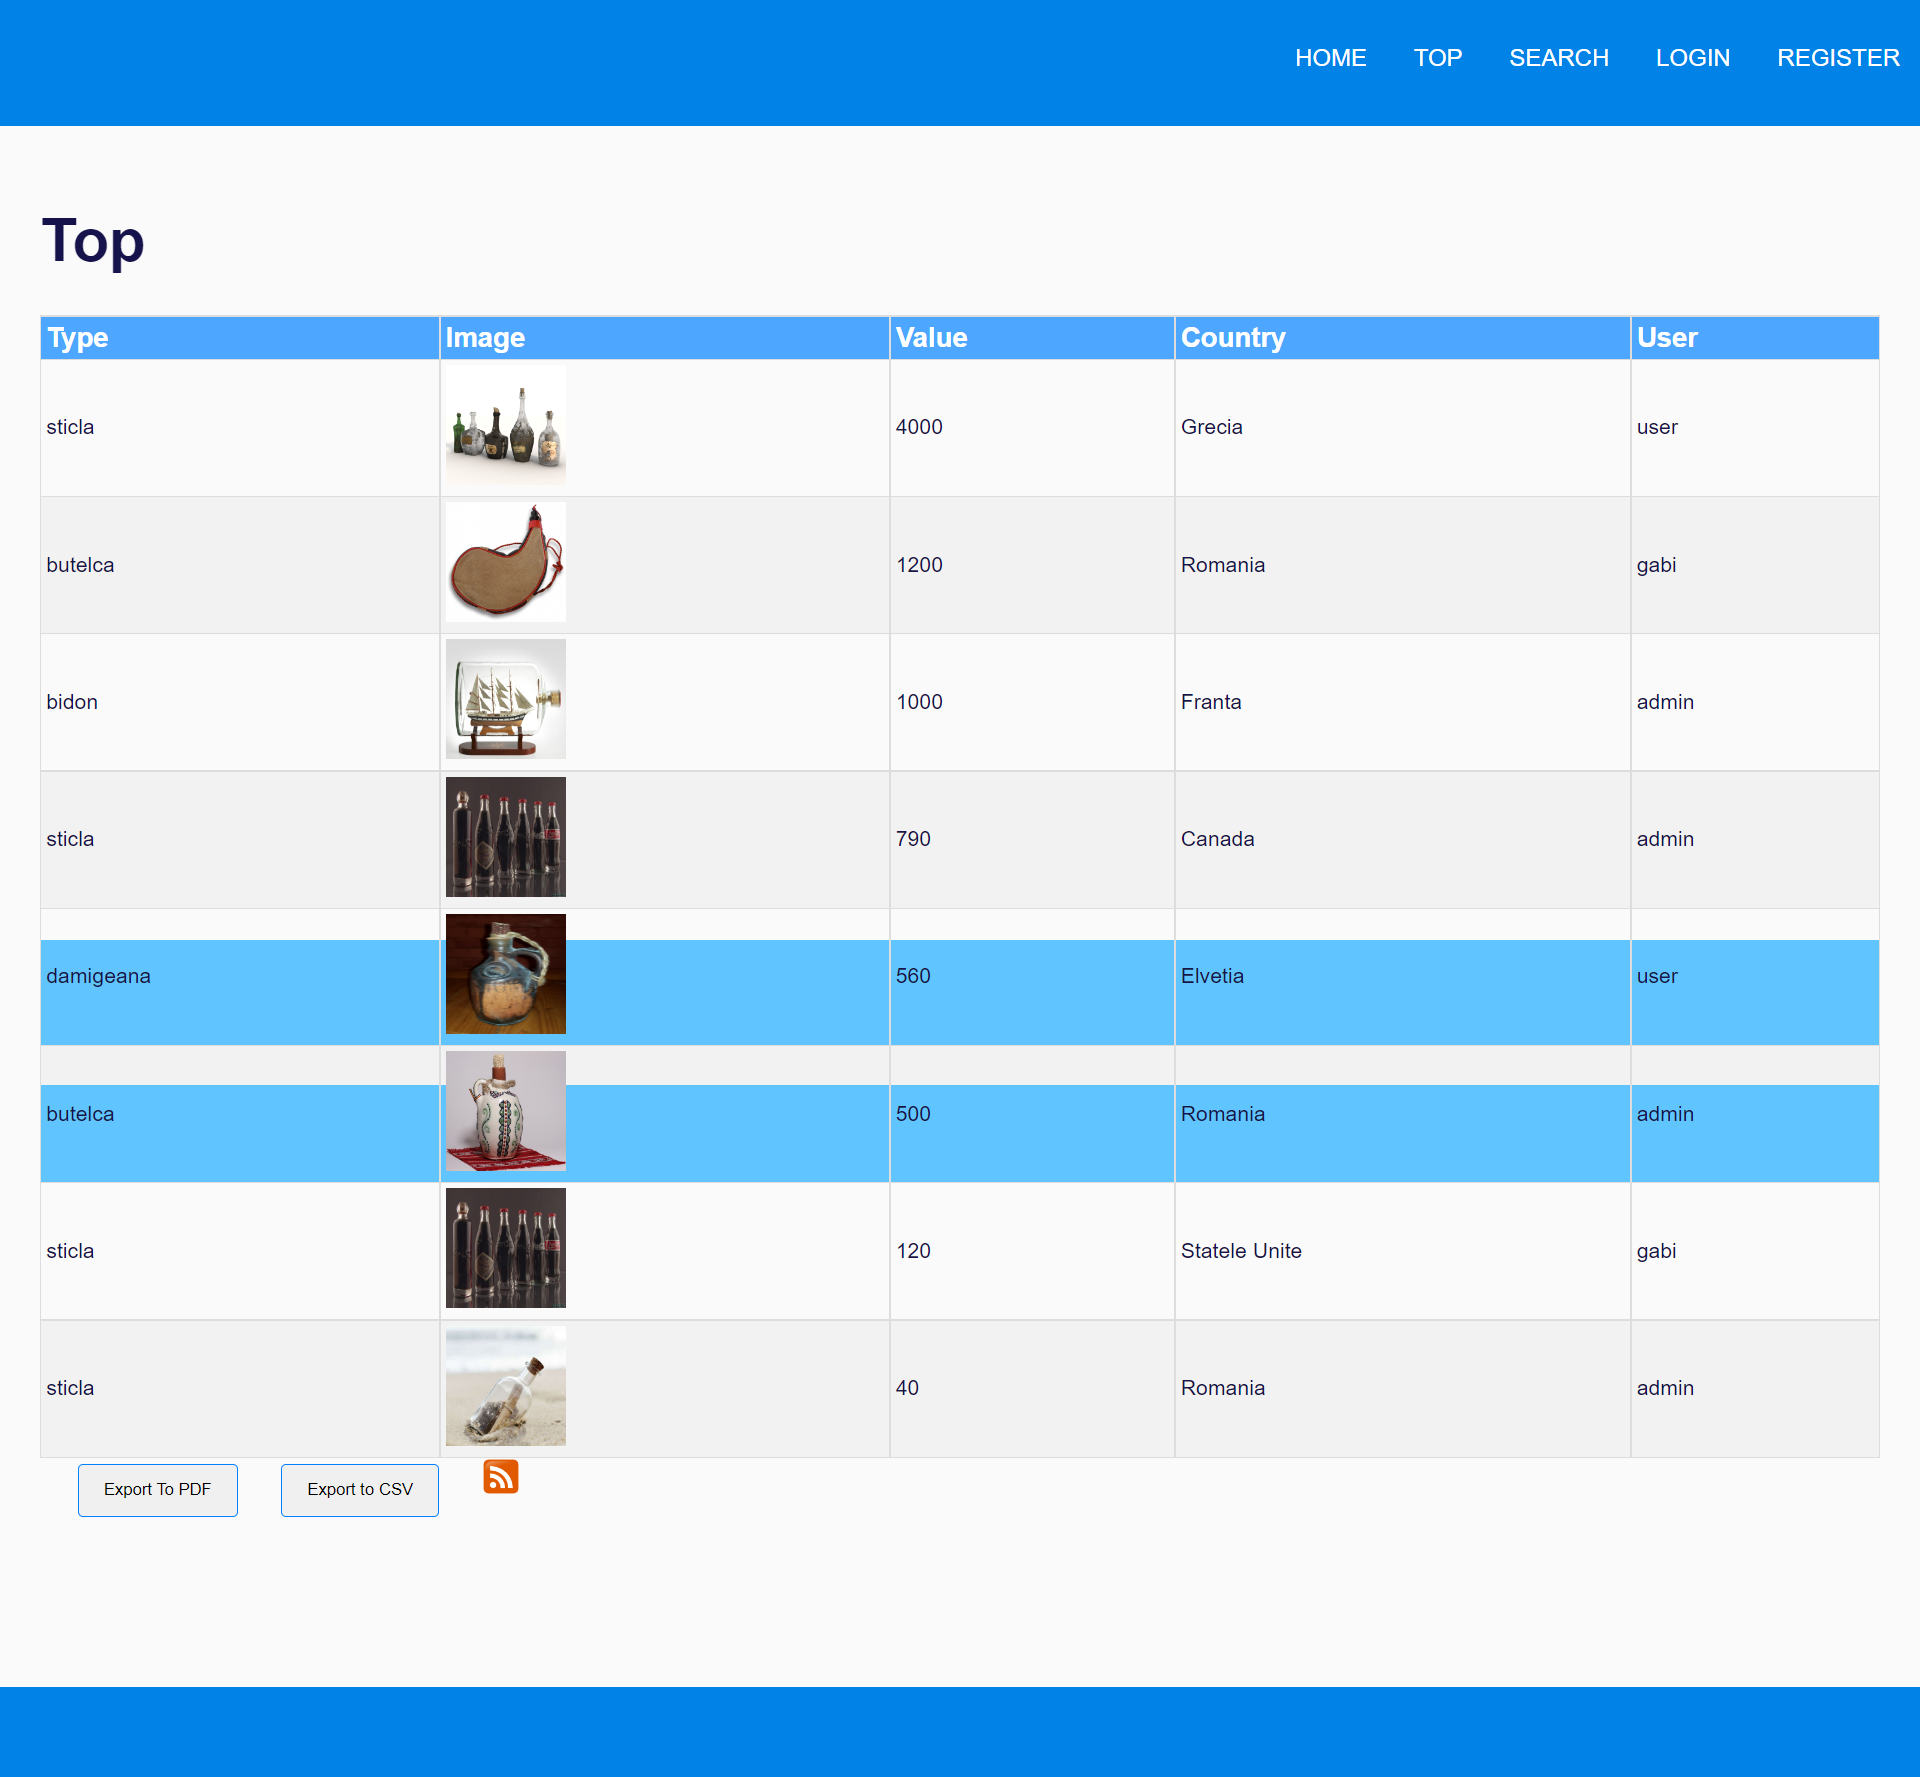 HOME TOP SEARCH LOGIN REGISTER
Top
Type Image Value Country User
sticla 4000 Grecia user
butelca 1200 Romania gabi
bidon 1000 Franta admin
sticla 790 Canada admin
damigeana 560 Elvetia user
butelca 500 Romania admin
sticla 120 Statele Unite gabi
sticla 40 Romania admin
Export To PDF Export to CSV